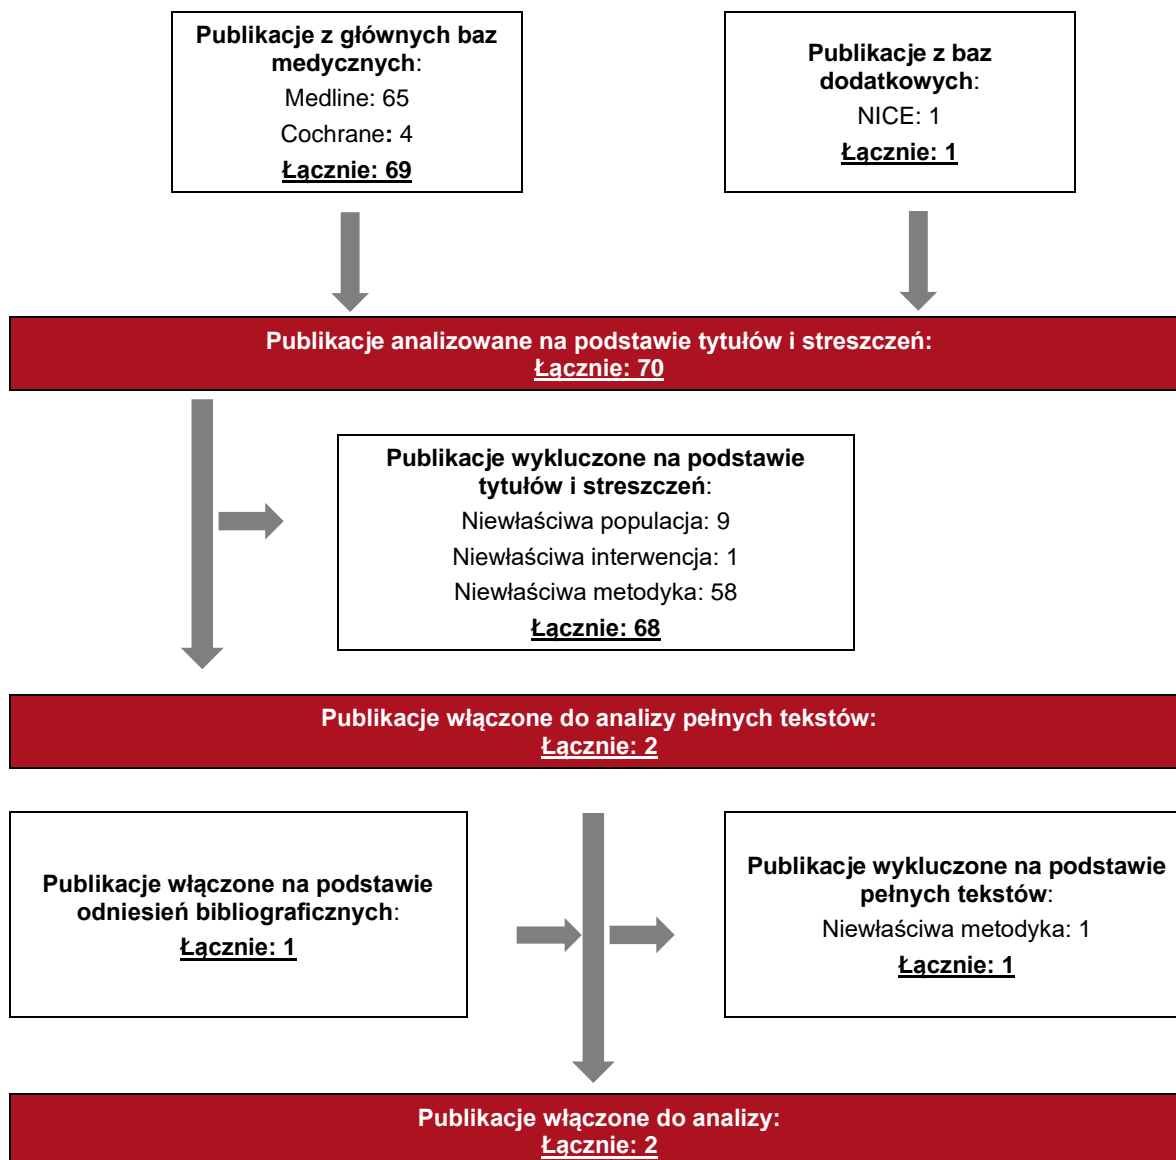 Publikacje z głównych baz
medycznych:
Medline: 65
Cochrane: 4
Łącznie: 69
Publikacje z baz
dodatkowych:
NICE: 1
Łącznie: 1
Publikacje analizowane na podstawie tytułów i streszczeń:
Łącznie: 70
Publikacje wykluczone na podstawie
tytułów i streszczeń:
Niewłaściwa populacja: 9
Niewłaściwa interwencja: 1
Niewłaściwa metodyka: 58
Łącznie: 68
Publikacje włączone do analizy pełnych tekstów:
Łącznie: 2
Publikacje włączone na podstawie
odniesień bibliograficznych:
Łącznie: 1
Publikacje wykluczone na podstawie
pełnych tekstów:
Niewłaściwa metodyka: 1
Łącznie: 1
Publikacje włączone do analizy:
Łącznie: 2